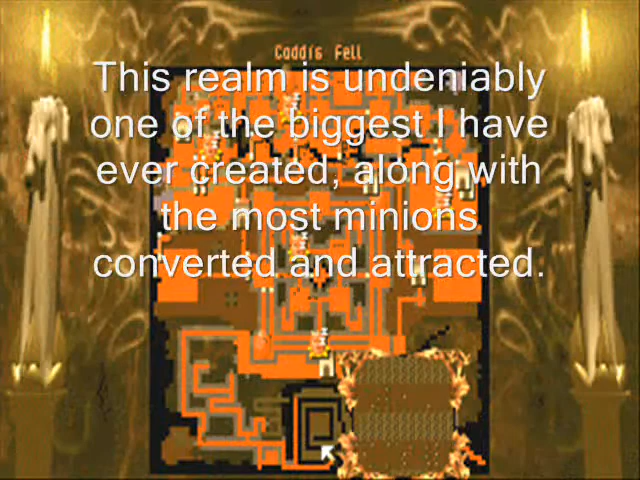 Caddis Fell
This realm is undeniably
one of the biggest I have
ever created, along with
the most minions
converted and attracted.